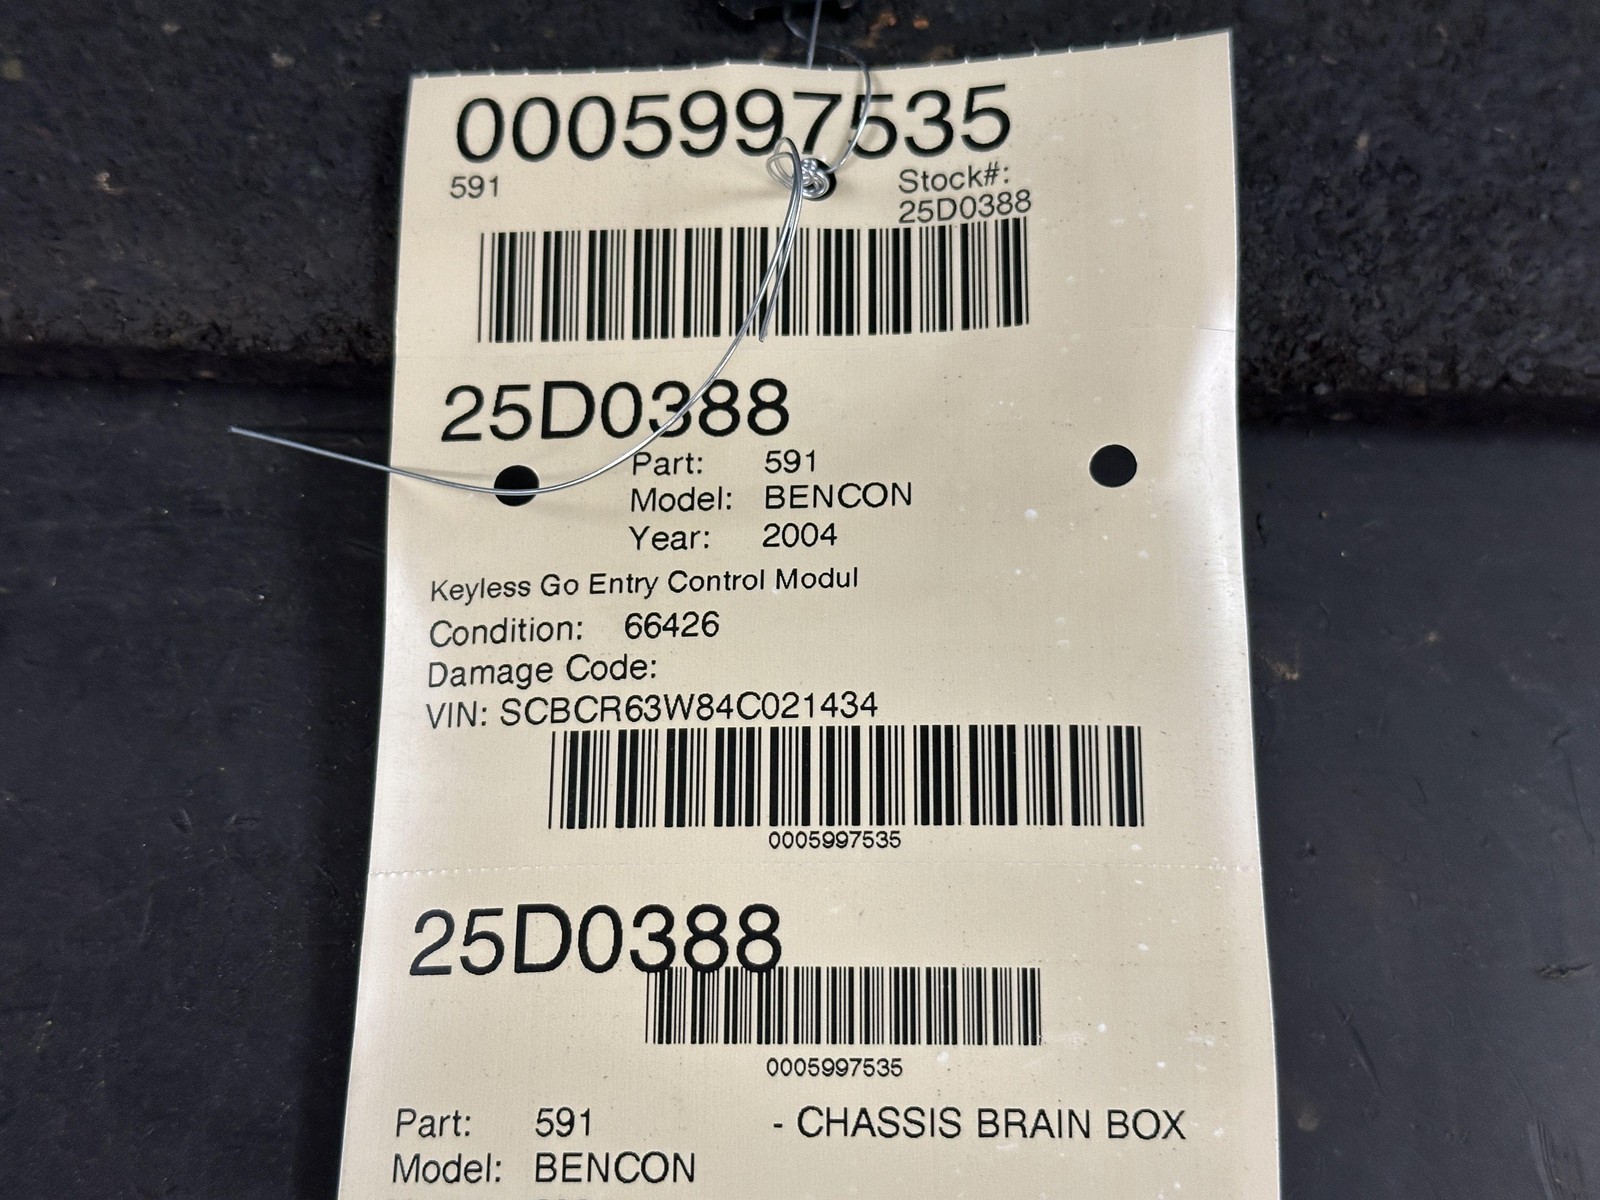 0005997535
591
Stock#:
25D0388
25D0388
Part: 591
Model: BENCON
Year: 2004
Keyless Go Entry Control Modul
Condition: 66426
Damage Code:
VIN: SCBCR63W84C021434
0005997535
25D0388
0005997535
Part: 591 - CHASSIS BRAIN BOX
Model: BENCON